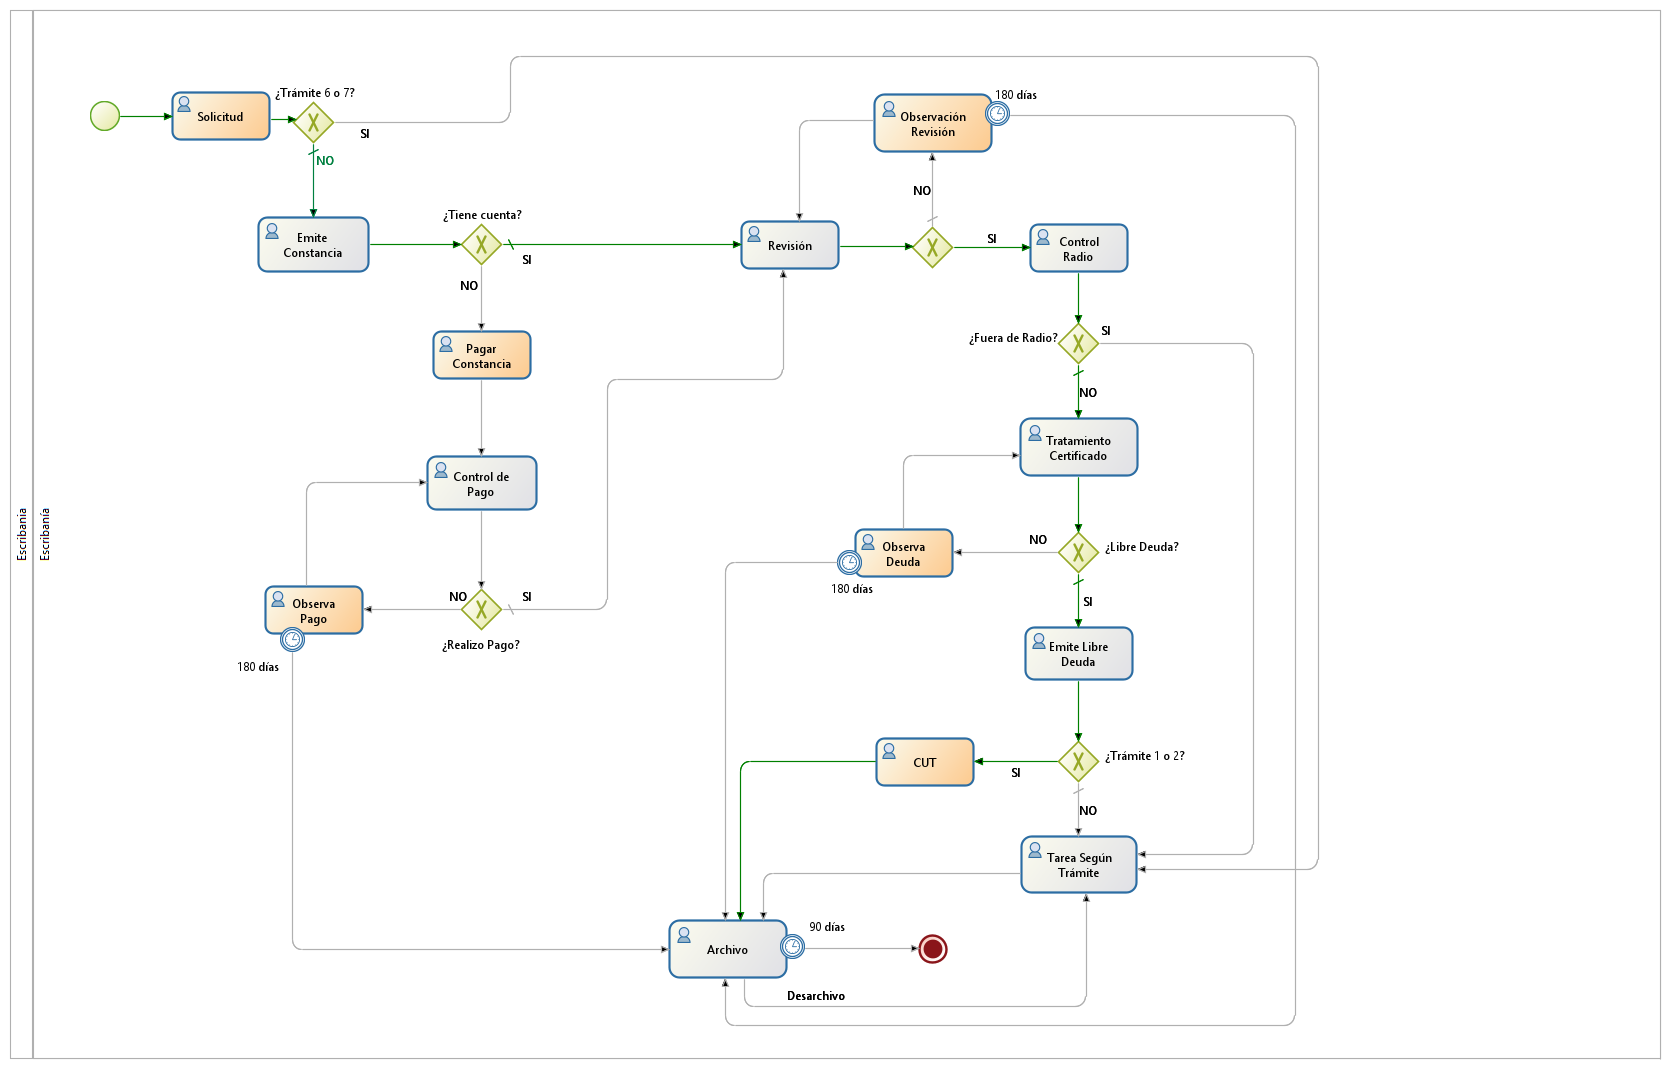 Escribania
Escribanía
Solicitud
¿Trámite 6 o 7?
SI
NO
Emite
Constancia
¿Tiene cuenta?
SI
NO
Pagar
Constancia
Control de
Pago
NO
SI
¿Realizo Pago?
Observa
Pago
180 días
Revisión
Observación
Revisión
180 días
NO
SI
Control
Radio
¿Fuera de Radio?
SI
NO
Tratamiento
Certificado
¿Libre Deuda?
NO
Observa
Deuda
180 días
SI
Emite Libre
Deuda
¿Trámite 1 o 2?
SI
CUT
NO
Tarea Según
Trámite
Archivo
90 días
Desarchivo